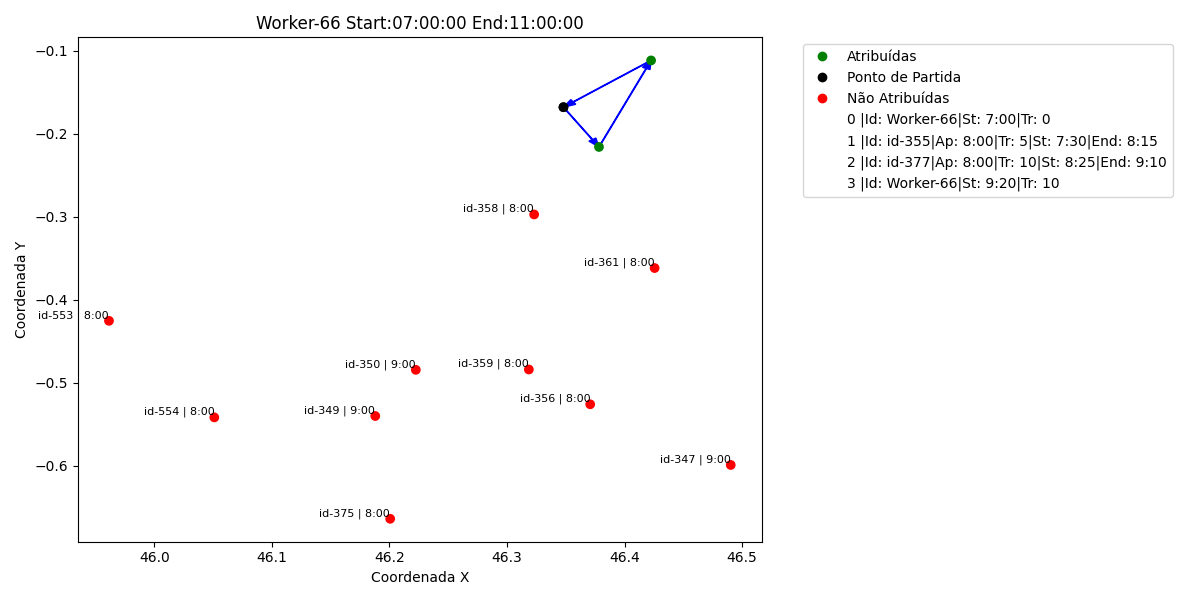 Worker-66 Start:07:00:00 End:11:00:00
Atribuídas
Ponto de Partida
Não Atribuídas
0 |Id: Worker-66|St: 7:00|Tr: 0
1 |Id: id-355|Ap: 8:00|Tr: 5|St: 7:30|End: 8:15
2 |Id: id-377|Ap: 8:00|Tr: 10|St: 8:25|End: 9:10
3 |Id: Worker-66|St: 9:20|Tr: 10
−0.1
−0.2
−0.3
−0.4
−0.5
−0.6
Coordenada Y
id-358 | 8:00
id-361 | 8:00
id-553 | 8:00
id-350 | 9:00
id-359 | 8:00
id-356 | 8:00
id-554 | 8:00
id-349 | 9:00
id-347 | 9:00
id-375 | 8:00
46.0
46.1
46.2
46.3
46.4
46.5
Coordenada X